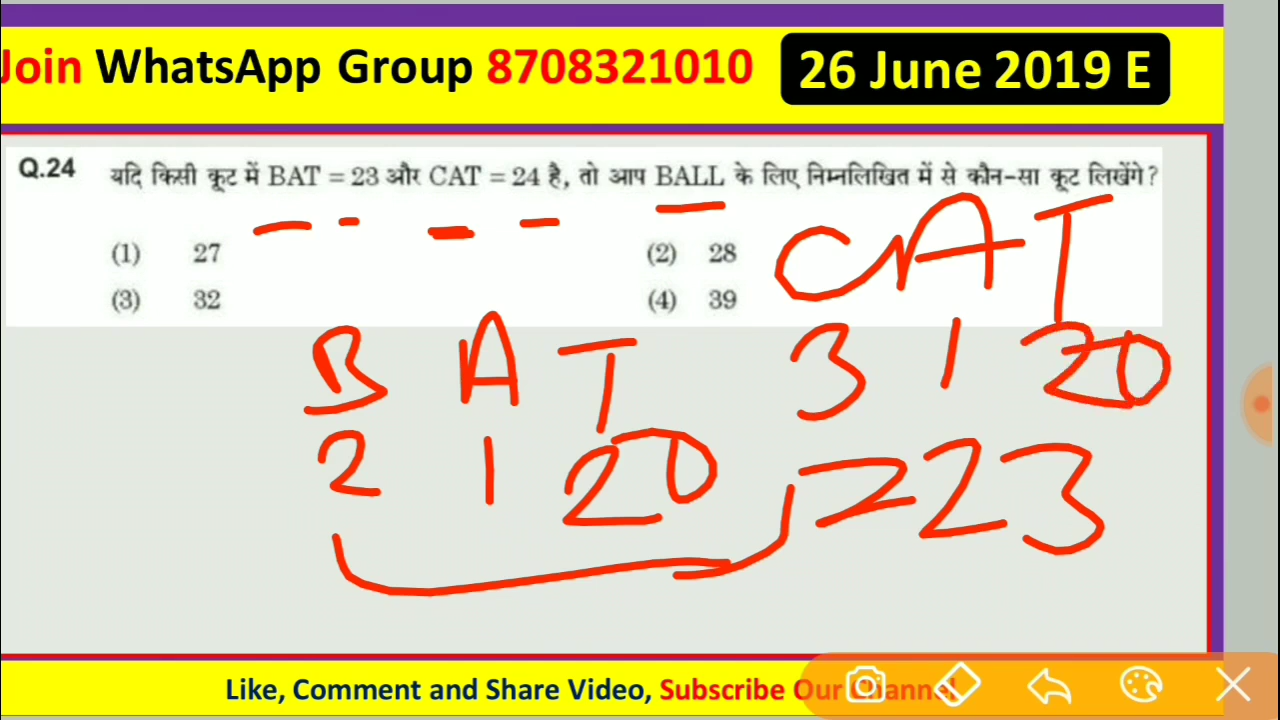 Join WhatsApp Group 8708321010 26 June 2019 E
Q.24 यदि किसी कूट में BAT = 23 और CAT = 24 है, तो आप BALL के लिए निम्नलिखित में से कौन-सा कूट लिखेंगे?
(1) 27 (2) 28
(3) 32 (4) 39
CAT
BAT 3 1 20
2 1 20 = 23
Like, Comment and Share Video, Subscribe Our Channel